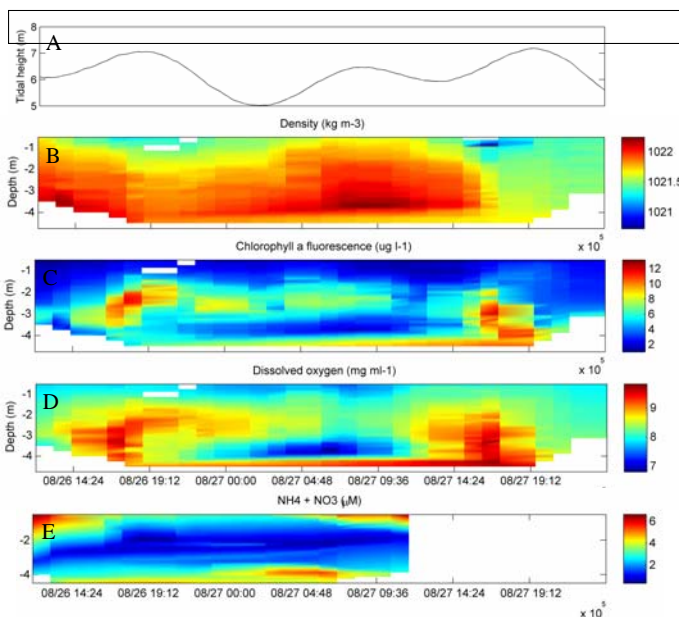 8
A
7
6
5
Tidal height (m)
Density (kg m-3)
B
-1
-2
-3
-4
Depth (m)
1022
1021.5
1021
x 10 5
Chlorophyll a fluorescence (ug l-1)
C
-1
-2
-3
-4
Depth (m)
12
10
8
6
4
2
x 10 5
Dissolved oxygen (mg ml-1)
D
-1
-2
-3
-4
Depth (m)
9
8
7
08/26 14:24 08/26 19:12 08/27 00:00 08/27 04:48 08/27 09:36 08/27 14:24 08/27 19:12
NH4 + NO3 (μM)
E
-2
-4
6
4
2
08/26 14:24 08/26 19:12 08/27 00:00 08/27 04:48 08/27 09:36 08/27 14:24 08/27 19:12
x 10 5